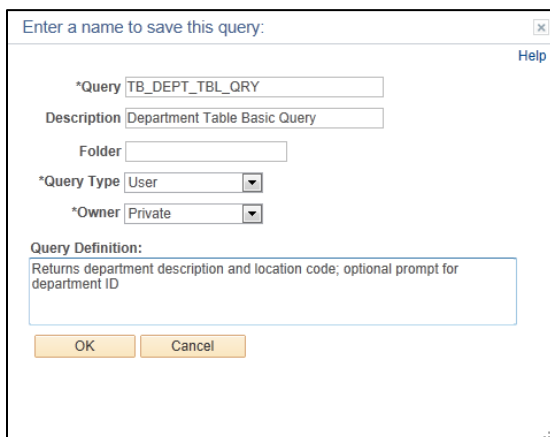 Enter a name to save this query:
Help
*Query TB_DEPT_TBL_QRY
Description Department Table Basic Query
Folder
*Query Type User
*Owner Private
Query Definition:
Returns department description and location code; optional prompt for
department ID
OK Cancel